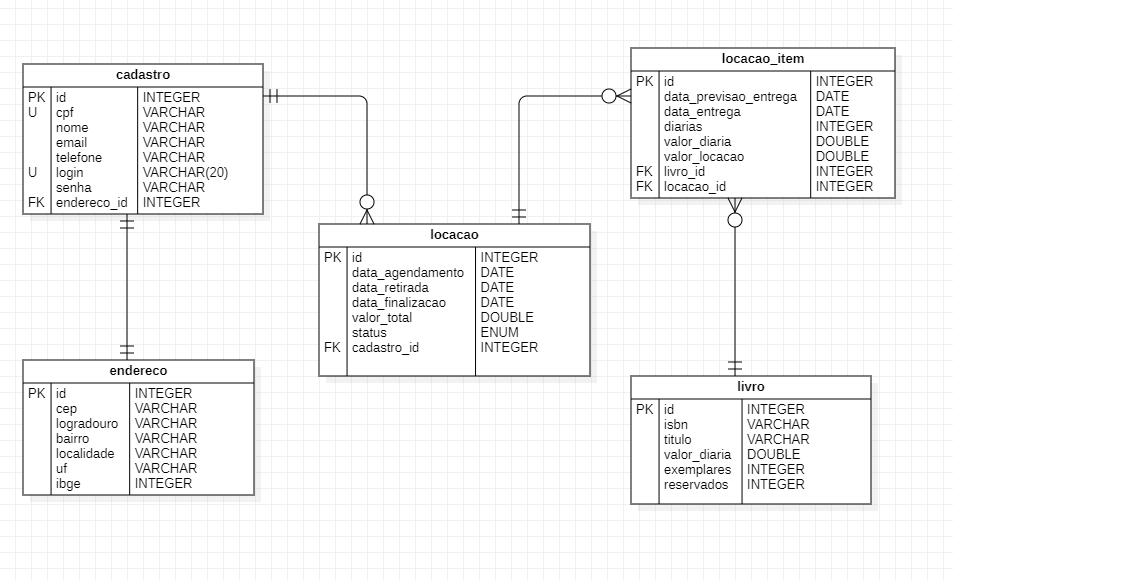 cadastro
PK id INTEGER
U cpf VARCHAR
nome VARCHAR
email VARCHAR
telefone VARCHAR
U login VARCHAR(20)
senha VARCHAR
FK endereco_id INTEGER
locacao_item
PK id INTEGER
data_previsao_entrega DATE
data_entrega DATE
diarias INTEGER
valor_diaria DOUBLE
valor_locacao DOUBLE
FK livro_id INTEGER
FK locacao_id INTEGER
locacao
PK id INTEGER
data_agendamento DATE
data_retirada DATE
data_finalizacao DATE
valor_total DOUBLE
status ENUM
FK cadastro_id INTEGER
endereco
PK id INTEGER
cep VARCHAR
logradouro VARCHAR
bairro VARCHAR
localidade VARCHAR
uf VARCHAR
ibge INTEGER
livro
PK id INTEGER
isbn VARCHAR
titulo VARCHAR
valor_diaria DOUBLE
exemplares INTEGER
reservados INTEGER